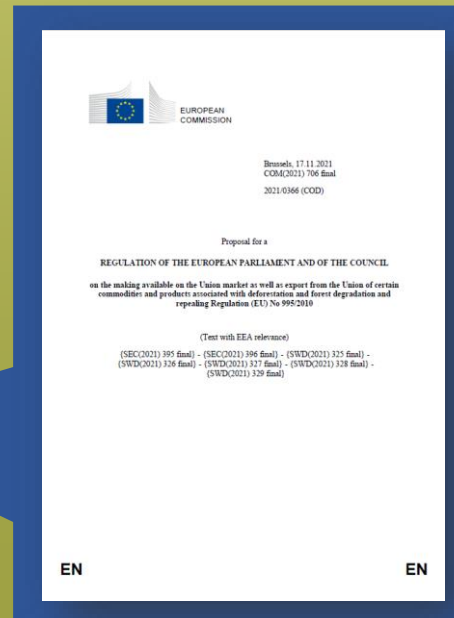 EUROPEAN
COMMISSION
Brussels, 17.11.2021
COM(2021) 706 final
2021/0366 (COD)
Proposal for a
REGULATION OF THE EUROPEAN PARLIAMENT AND OF THE COUNCIL
on the making available on the Union market as well as export from the Union of certain
commodities and products associated with deforestation and forest degradation and
repealing Regulation (EU) No 995/2010
(Text with EEA relevance)
{SEC(2021) 395 final} - {SEC(2021) 396 final} - {SWD(2021) 325 final} -
{SWD(2021) 326 final} - {SWD(2021) 327 final} - {SWD(2021) 328 final} -
{SWD(2021) 329 final}
EN EN